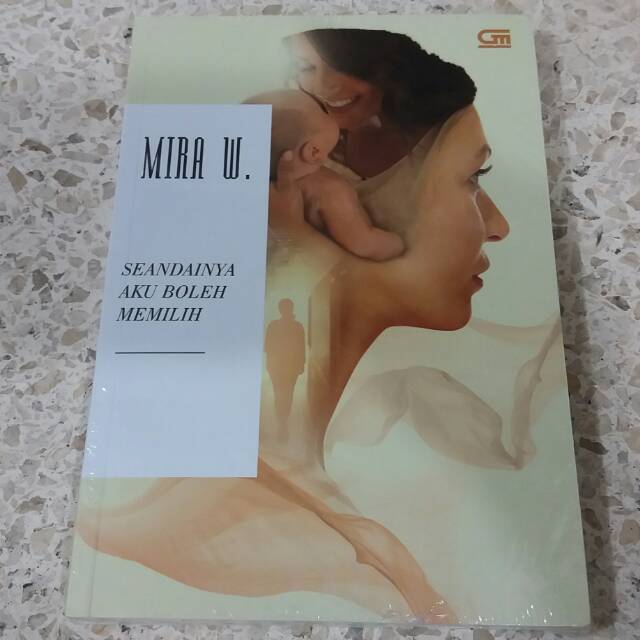 MIRA W.
SEANDAINYA
AKU BOLEH
MEMILIH